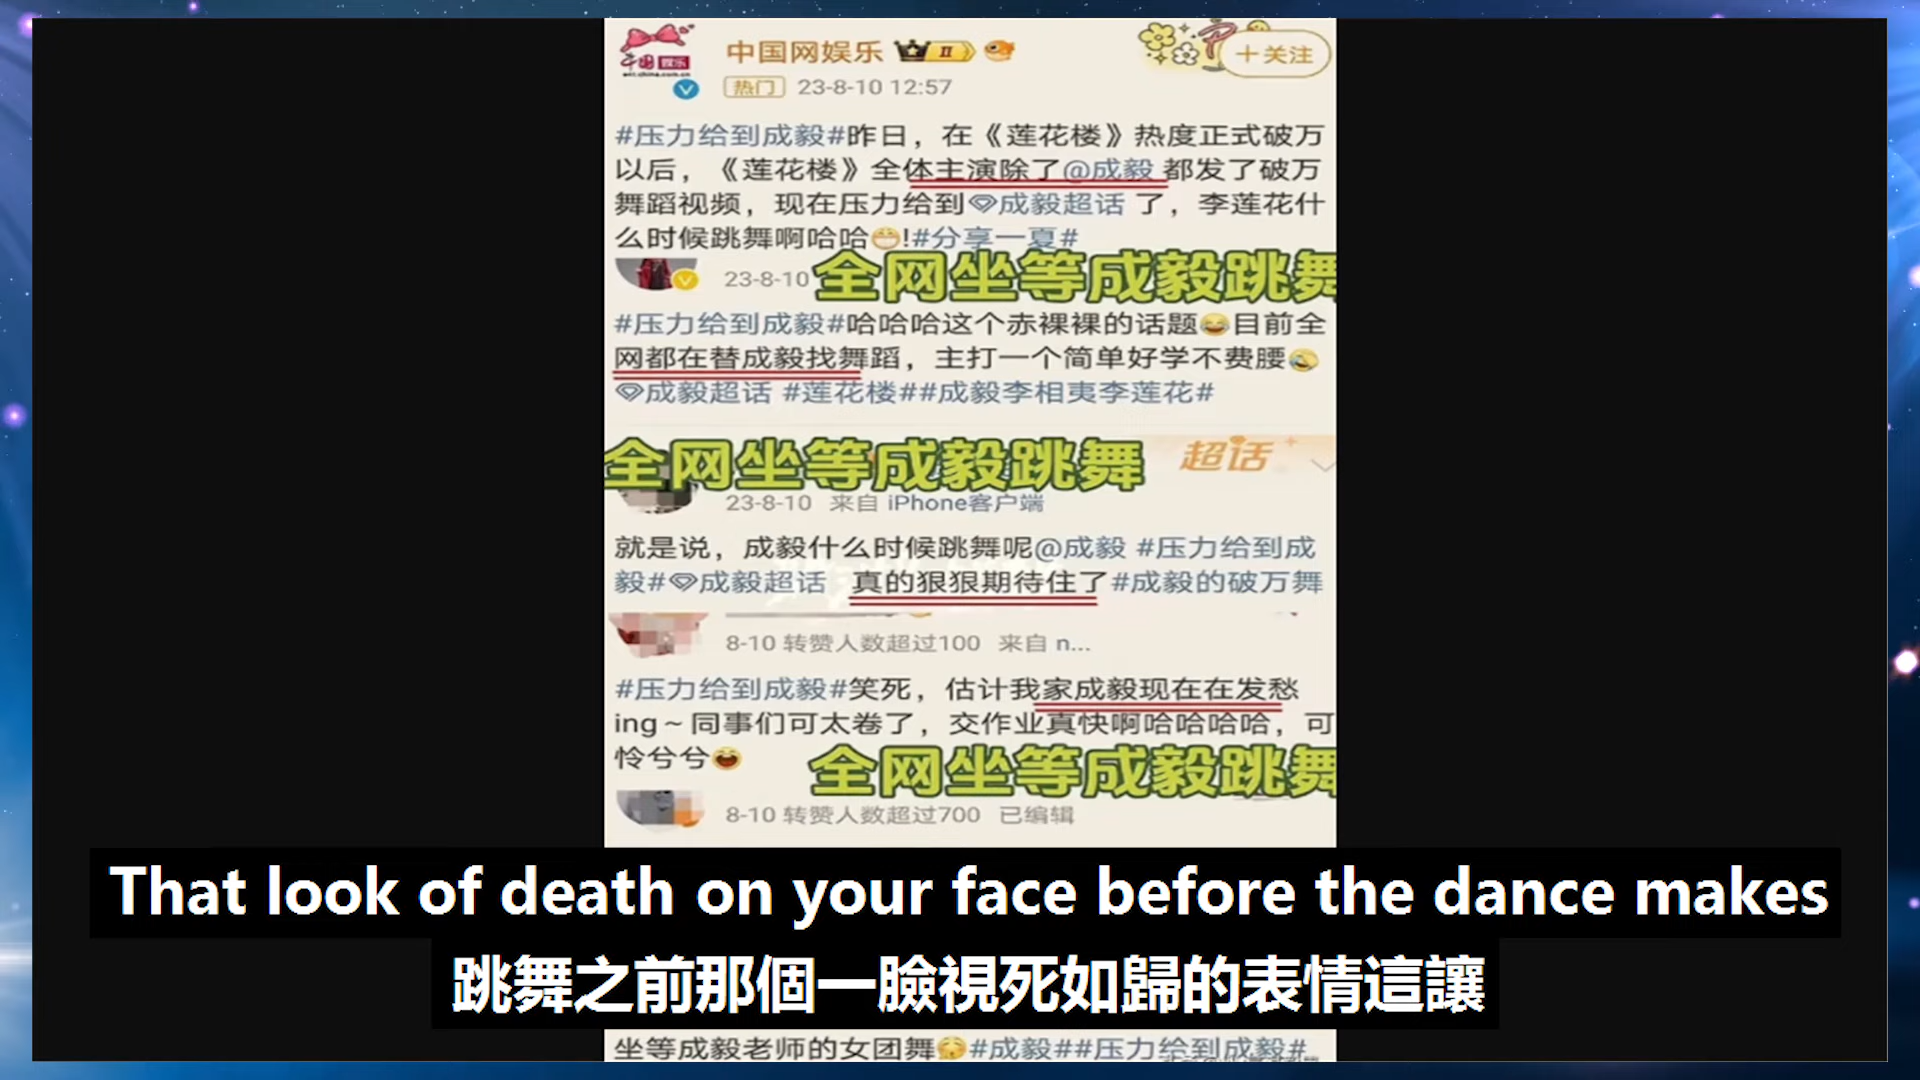 中国网娱乐
II
+关注
中国 娱乐
热门 23-8-10 12:57
#压力给到成毅#昨日，在《莲花楼》热度正式破万
以后，《莲花楼》全体主演除了@成毅 都发了破万
舞蹈视频，现在压力给到成毅超话 了，李莲花什
么时候跳舞啊哈哈!#分享一夏#
23-8-10
全网坐等成毅跳舞
#压力给到成毅#哈哈哈这个赤裸裸的话题目前全
网都在替成毅找舞蹈，主打一个简单好学不费腰
成毅超话 #莲花楼##成毅李相夷李莲花#
全网坐等成毅跳舞
超话
23-8-10 来自 iPhone客户端
就是说，成毅什么时候跳舞呢@成毅 #压力给到成
毅#成毅超话 真的狠狠期待住了#成毅的破万舞
8-10 转赞人数超过100 来自 n...
#压力给到成毅#笑死，估计我家成毅现在在发愁
ing~同事们可太卷了，交作业真快啊哈哈哈哈，可
怜兮兮
全网坐等成毅跳舞
8-10 转赞人数超过700 已编辑
That look of death on your face before the dance makes
跳舞之前那個一臉視死如歸的表情這讓
坐等成毅老师的女团舞#成毅##压力给到成毅#